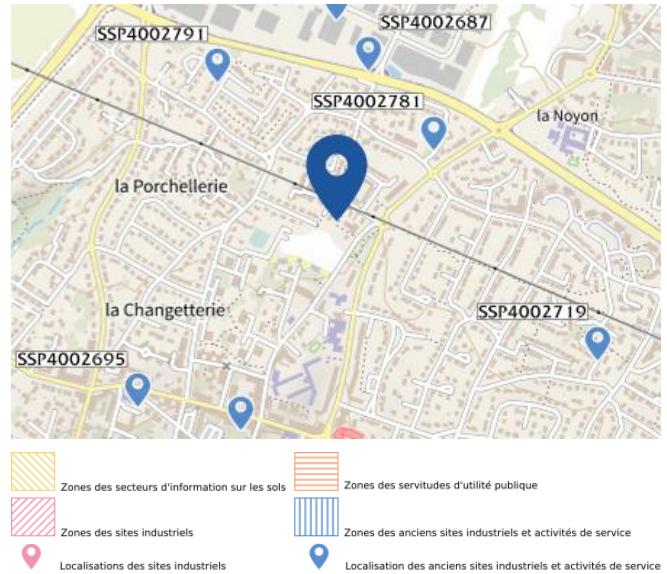 SSP4002687
SSP4002791
SSP4002781
la Noyon
la Porchellerie
la Changetterie
SSP4002719
SSP4002695
Zones des secteurs d'information sur les sols
Zones des servitudes d'utilité publique
Zones des sites industriels
Zones des anciens sites industriels et activités de service
Localisations des sites industriels
Localisation des anciens sites industriels et activités de service